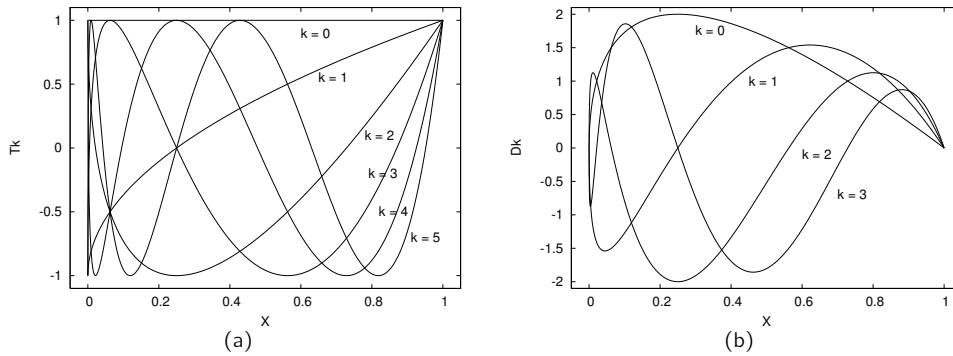 Tk
1
0.5
0
-0.5
-1
0
0.2
0.4
0.6
0.8
1
X
k = 0
k = 1
k = 2
k = 3
k = 4
k = 5
(a)
Dk
2
1.5
1
0.5
0
-0.5
-1
-1.5
-2
0
0.2
0.4
0.6
0.8
1
X
k = 0
k = 1
k = 2
k = 3
(b)